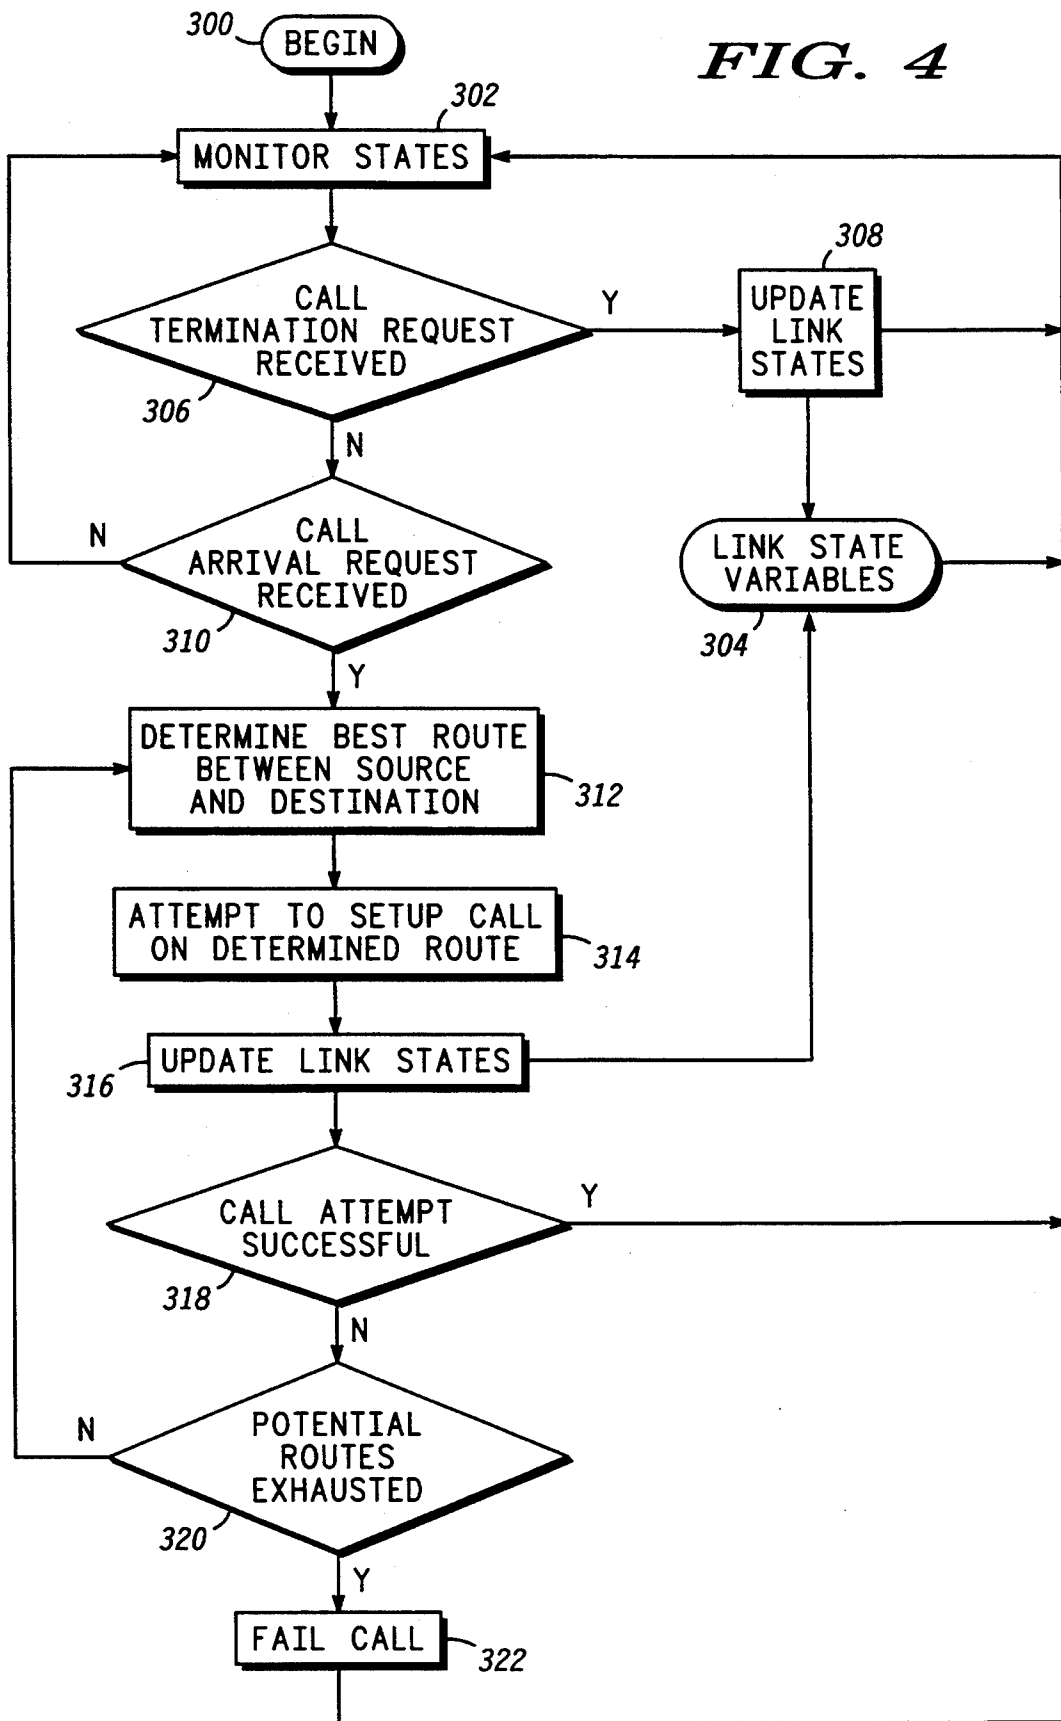 300
BEGIN
FIG. 4
302
MONITOR STATES
308
CALL
TERMINATION REQUEST
RECEIVED
Y
UPDATE
LINK
STATES
306
N
N
CALL
ARRIVAL REQUEST
RECEIVED
LINK STATE
VARIABLES
310
304
Y
DETERMINE BEST ROUTE
BETWEEN SOURCE
AND DESTINATION
312
ATTEMPT TO SETUP CALL
ON DETERMINED ROUTE
314
UPDATE LINK STATES
316
CALL ATTEMPT
SUCCESSFUL
Y
318
N
N
POTENTIAL
ROUTES
EXHAUSTED
320
Y
FAIL CALL
322